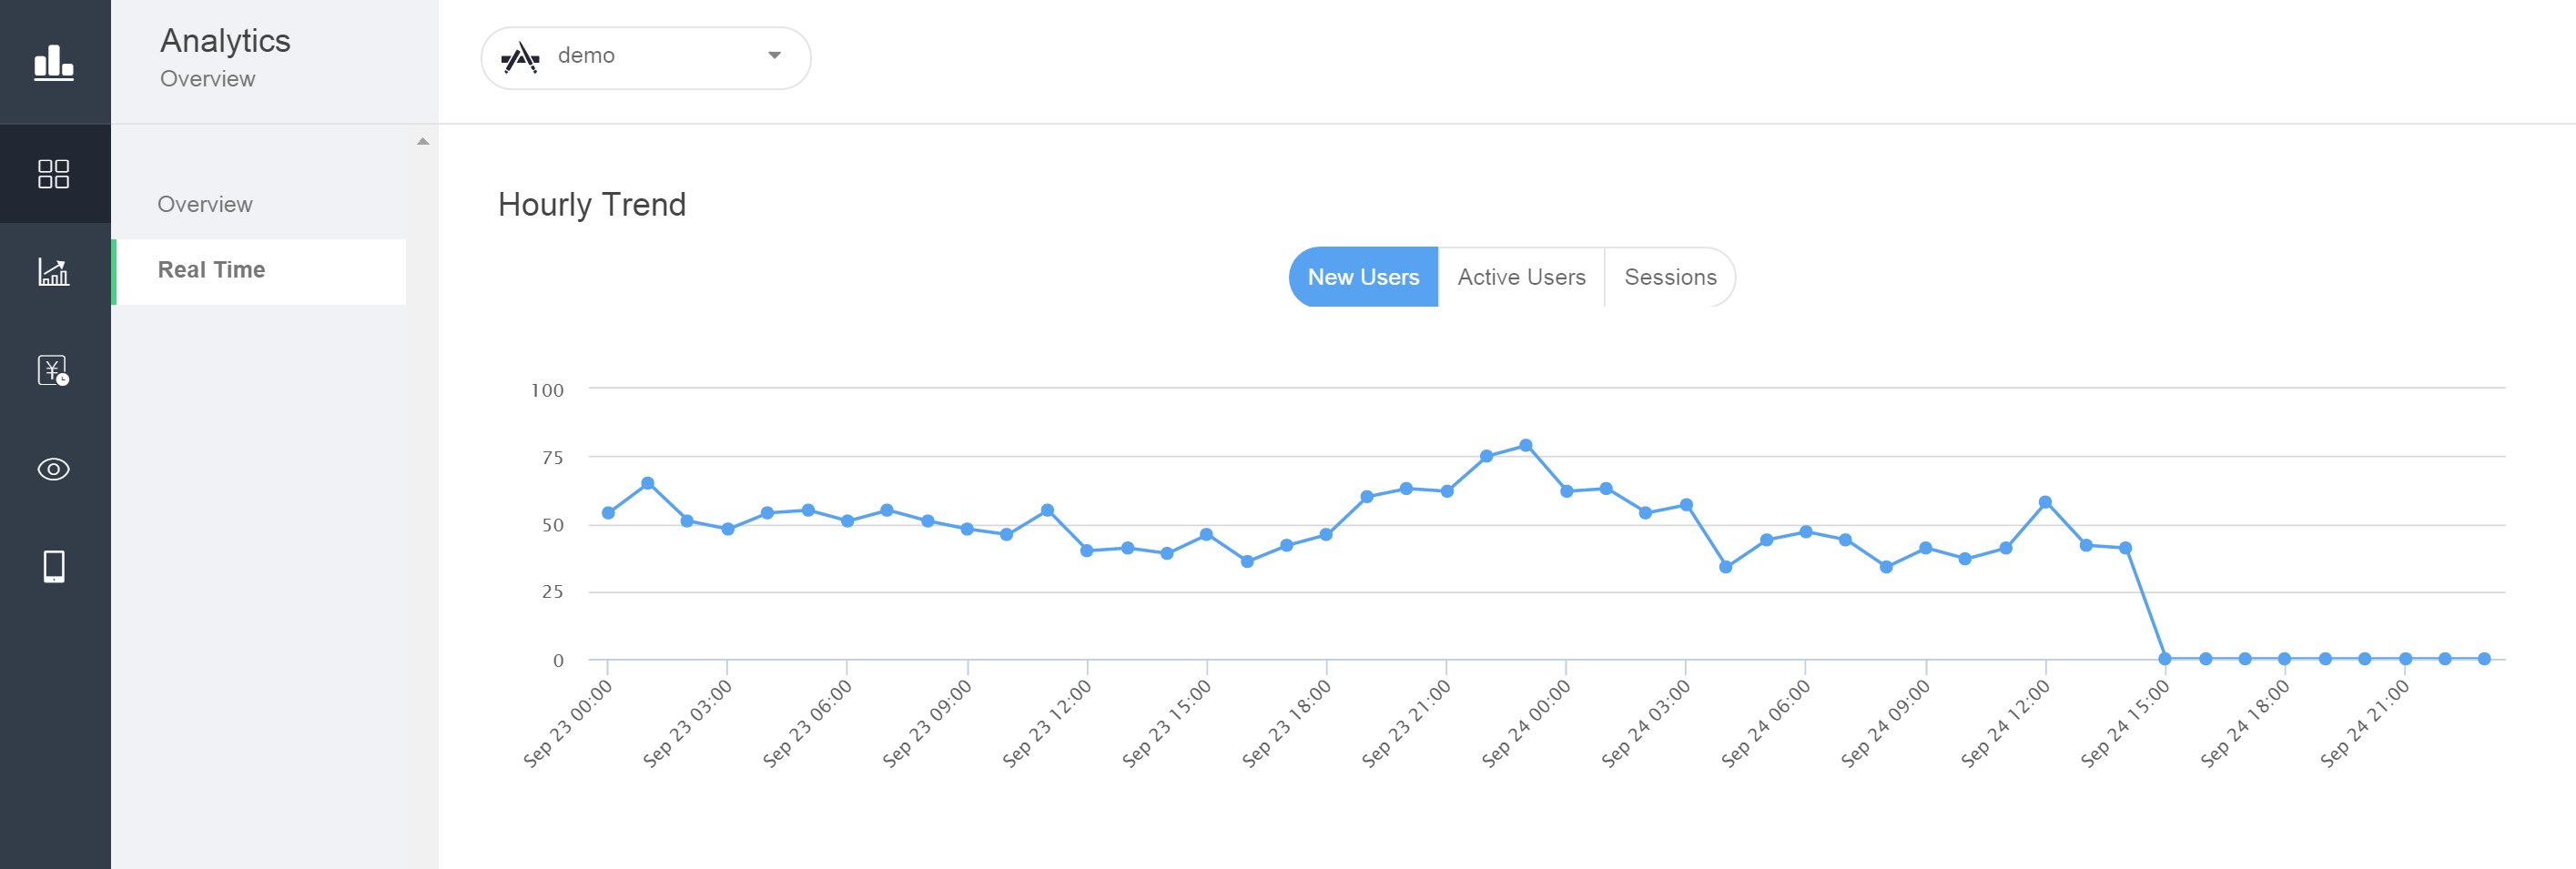 Analytics
Overview
demo
Overview
Real Time
Hourly Trend
New Users Active Users Sessions
100
75
50
25
0
Sep 23 00:00 Sep 23 03:00 Sep 23 06:00 Sep 23 09:00 Sep 23 12:00 Sep 23 15:00 Sep 23 18:00 Sep 23 21:00 Sep 24 00:00 Sep 24 03:00 Sep 24 06:00 Sep 24 09:00 Sep 24 12:00 Sep 24 15:00 Sep 24 18:00 Sep 24 21:00
¥